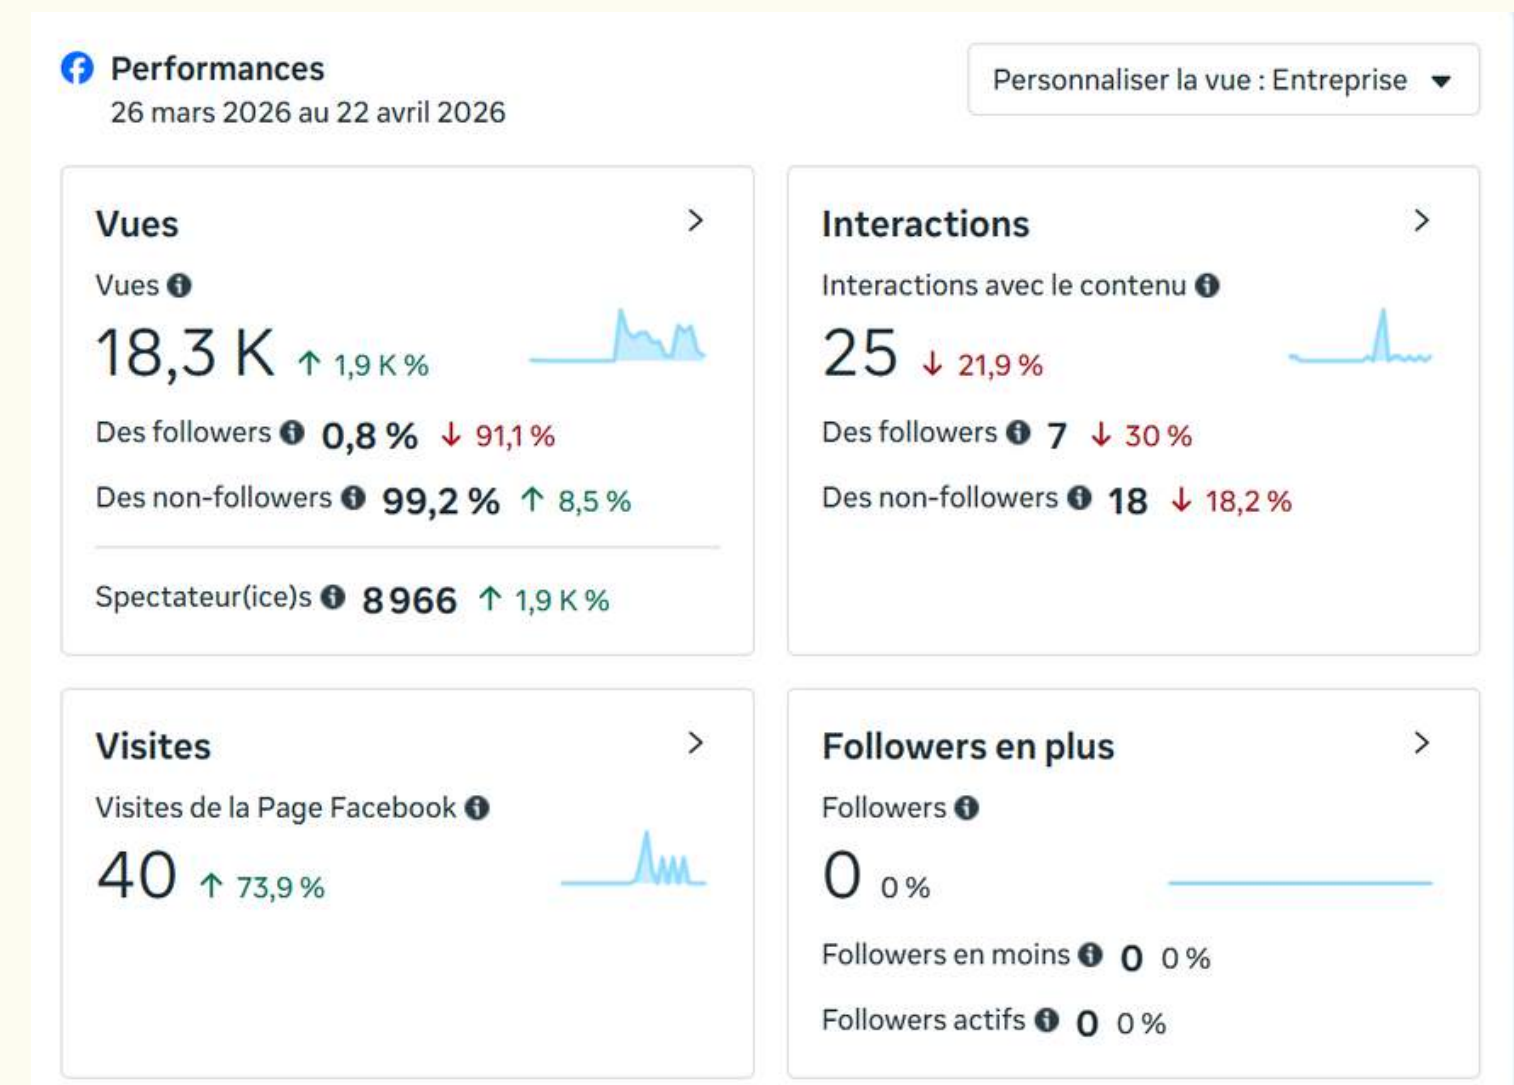 Performances
26 mars 2026 au 22 avril 2026
Personnaliser la vue : Entreprise
Vues
Vues
18,3 K ↑ 1,9 K %
Des followers 0,8 % ↓ 91,1 %
Des non-followers 99,2 % ↑ 8,5 %
Spectateur(ice)s 8 966 ↑ 1,9 K %
Interactions
Interactions avec le contenu
25 ↓ 21,9 %
Des followers 7 ↓ 30 %
Des non-followers 18 ↓ 18,2 %
Visites
Visites de la Page Facebook
40 ↑ 73,9 %
Followers en plus
Followers
0 0 %
Followers en moins 0 0 %
Followers actifs 0 0 %